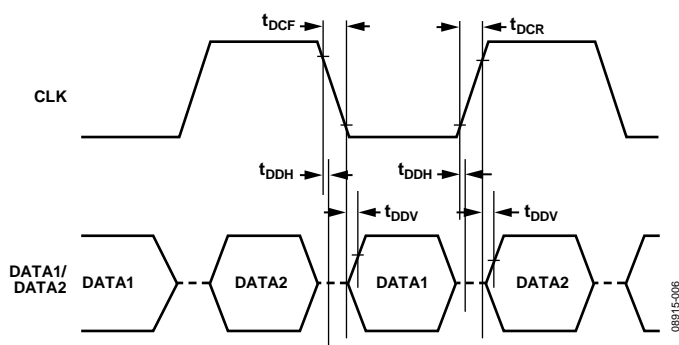 tDCF
tDCR
CLK
tDDH
tDDH
tDDV
tDDV
DATA1/
DATA2
DATA1
DATA2
DATA1
DATA2
08915-006